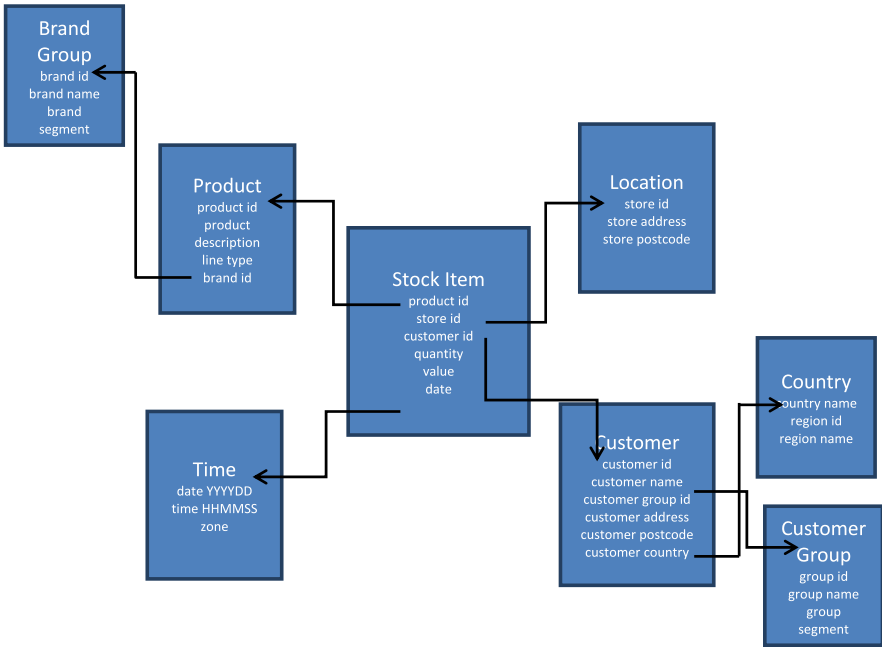 Brand
Group
brand id
brand name
brand
segment
Product
product id
product
description
line type
brand id
Stock Item
product id
store id
customer id
quantity
value
date
Location
store id
store address
store postcode
Time
date YYYYDD
time HHMMSS
zone
Customer
customer id
customer name
customer group id
customer address
customer postcode
customer country
Country
country name
region id
region name
Customer
Group
group id
group name
group
segment